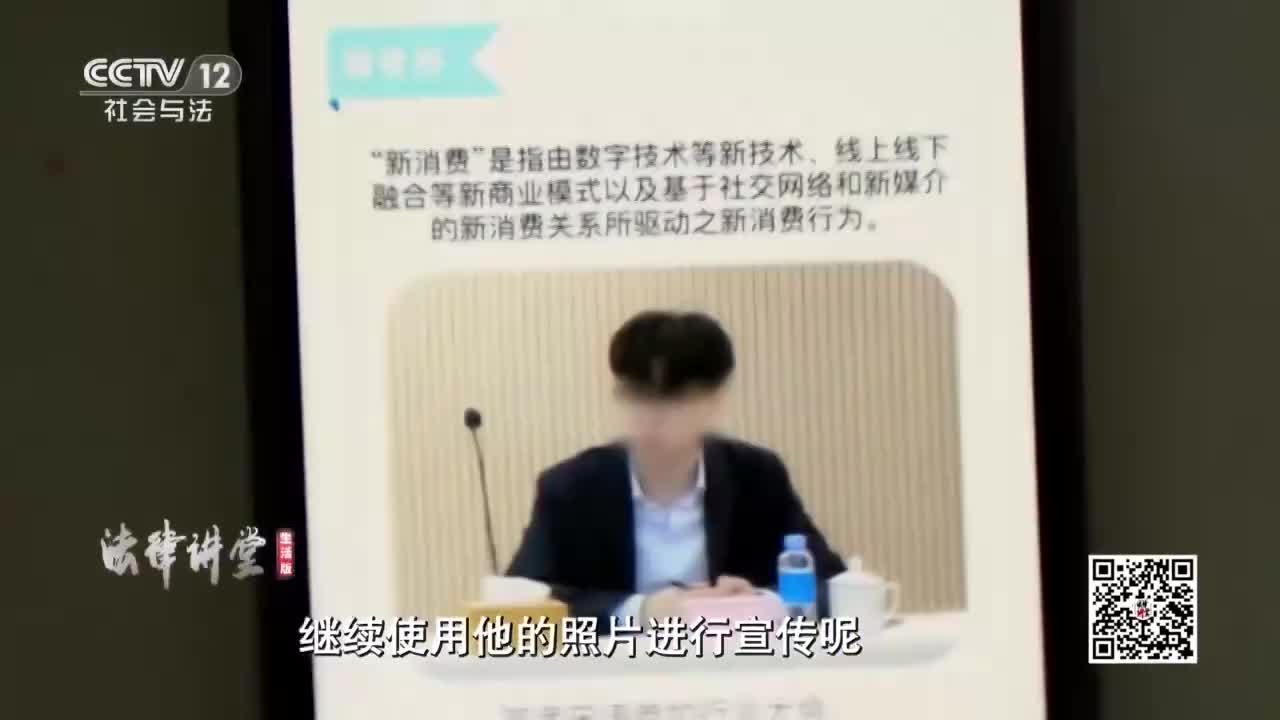 CCTV 12
社会与法
“新消费”是指由数字技术等新技术、线上线下
融合等新商业模式以及基于社交网络和新媒介
的新消费关系所驱动之新消费行为。
法律讲堂
生活版
继续使用他的照片进行宣传呢